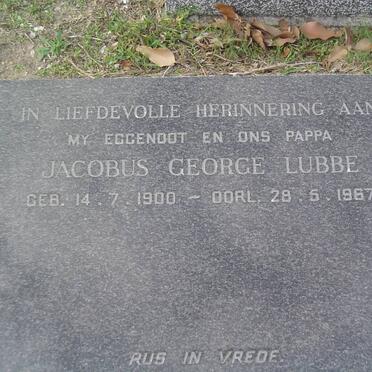 IN LIEFDEVOLLE HERINNERING AAN
MY EGGENOOT EN ONS PAPPA
JACOBUS GEORGE LUBBE
GEB. 14.7.1900 - OORL. 28.5.1967
RUS IN VREDE.